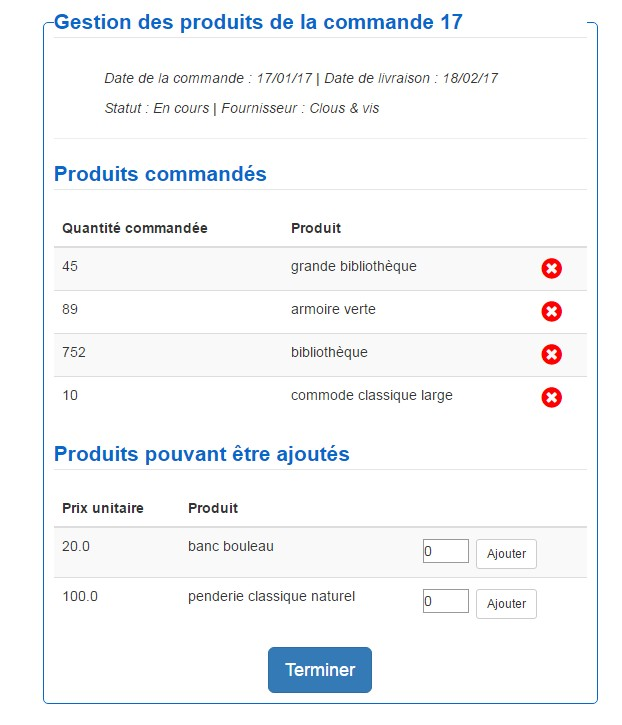 Gestion des produits de la commande 17
Date de la commande : 17/01/17 | Date de livraison : 18/02/17
Statut : En cours | Fournisseur : Clous & vis
Produits commandés
Quantité commandée Produit
45 grande bibliothèque
89 armoire verte
752 bibliothèque
10 commode classique large
Produits pouvant être ajoutés
Prix unitaire Produit
20.0 banc bouleau 0 Ajouter
100.0 penderie classique naturel 0 Ajouter
Terminer